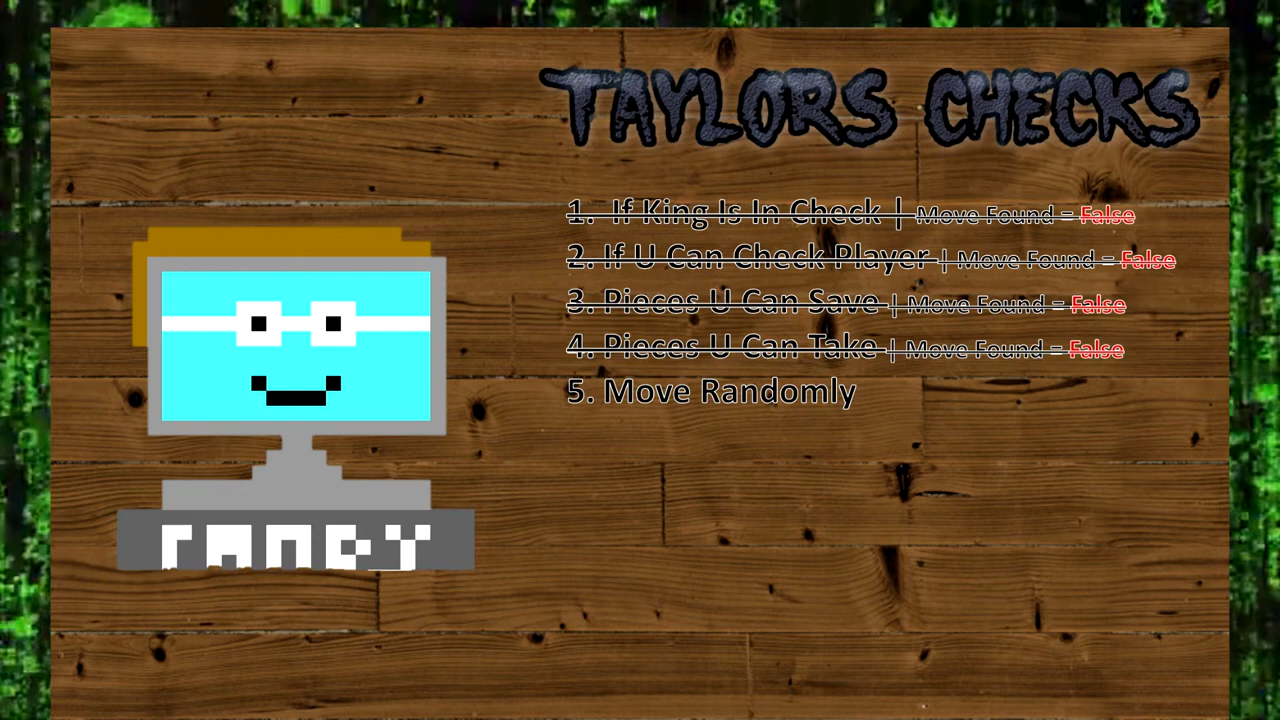 TAYLORS CHECKS
1. If King Is In Check | Move Found = False
2. If U Can Check Player | Move Found = False
3. Pieces U Can Save | Move Found = False
4. Pieces U Can Take | Move Found = False
5. Move Randomly